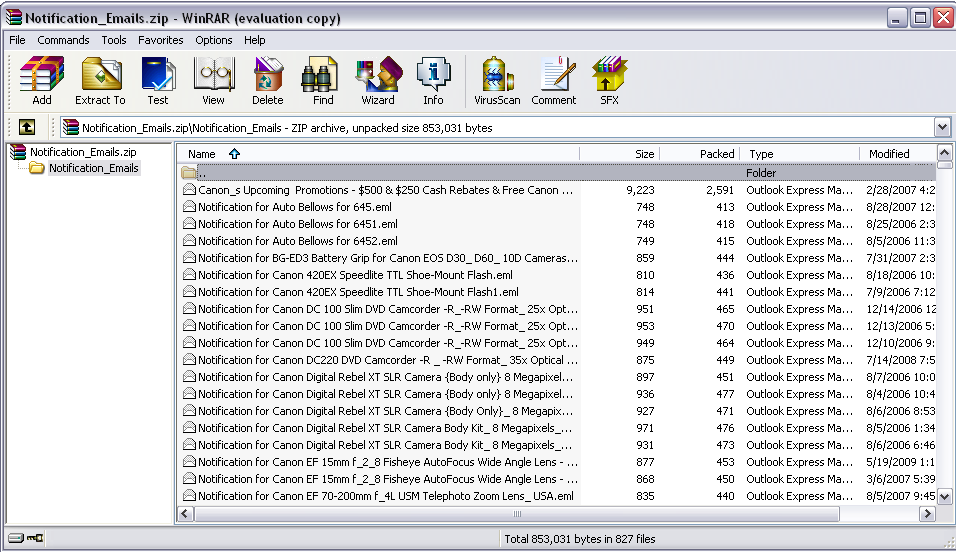 Notification_Emails.zip - WinRAR (evaluation copy)
File Commands Tools Favorites Options Help
Add Extract To Test View Delete Find Wizard Info VirusScan Comment SFX
Notification_Emails.zip\Notification_Emails - ZIP archive, unpacked size 853,031 bytes
Notification_Emails.zip
Notification_Emails
Name Size Packed Type Modified
.. Folder
Canon_s Upcoming Promotions - $500 & $250 Cash Rebates & Free Canon ... 9,223 2,591 Outlook Express Ma... 2/28/2007 4:2
Notification for Auto Bellows for 645.eml 748 413 Outlook Express Ma... 8/28/2007 12:
Notification for Auto Bellows for 6451.eml 748 418 Outlook Express Ma... 8/25/2006 2:3
Notification for Auto Bellows for 6452.eml 749 415 Outlook Express Ma... 8/5/2006 11:3
Notification for BG-ED3 Battery Grip for Canon EOS D30_ D60_ 10D Cameras... 859 444 Outlook Express Ma... 7/31/2007 2:3
Notification for Canon 420EX Speedlite TTL Shoe-Mount Flash.eml 810 436 Outlook Express Ma... 8/18/2006 10:
Notification for Canon 420EX Speedlite TTL Shoe-Mount Flash1.eml 814 441 Outlook Express Ma... 7/9/2006 7:12
Notification for Canon DC 100 Slim DVD Camcorder -R_-RW Format_ 25x Opt... 951 465 Outlook Express Ma... 12/14/2006 12
Notification for Canon DC 100 Slim DVD Camcorder -R_-RW Format_ 25x Opt... 953 470 Outlook Express Ma... 12/13/2006 5:
Notification for Canon DC 100 Slim DVD Camcorder -R_-RW Format_ 25x Opt... 949 464 Outlook Express Ma... 12/10/2006 9:
Notification for Canon DC220 DVD Camcorder -R _ -RW Format_ 35x Optical ... 875 449 Outlook Express Ma... 7/14/2008 7:5
Notification for Canon Digital Rebel XT SLR Camera {Body only} 8 Megapixel... 897 451 Outlook Express Ma... 8/7/2006 10:0
Notification for Canon Digital Rebel XT SLR Camera {Body only} 8 Megapixel... 936 477 Outlook Express Ma... 8/4/2006 10:4
Notification for Canon Digital Rebel XT SLR Camera {Body Only}_ 8 Megapix... 927 471 Outlook Express Ma... 8/6/2006 8:53
Notification for Canon Digital Rebel XT SLR Camera Body Kit_ 8 Megapixels_... 971 476 Outlook Express Ma... 8/5/2006 1:34
Notification for Canon Digital Rebel XT SLR Camera Body Kit_ 8 Megapixels_... 931 473 Outlook Express Ma... 8/6/2006 6:46
Notification for Canon EF 15mm f_2_8 Fisheye AutoFocus Wide Angle Lens - ... 877 453 Outlook Express Ma... 5/19/2009 1:1
Notification for Canon EF 15mm f_2_8 Fisheye AutoFocus Wide Angle Lens - ... 868 450 Outlook Express Ma... 3/6/2007 5:39
Notification for Canon EF 70-200mm f_4L USM Telephoto Zoom Lens_ USA.eml 835 440 Outlook Express Ma... 8/5/2007 9:45
Total 853,031 bytes in 827 files